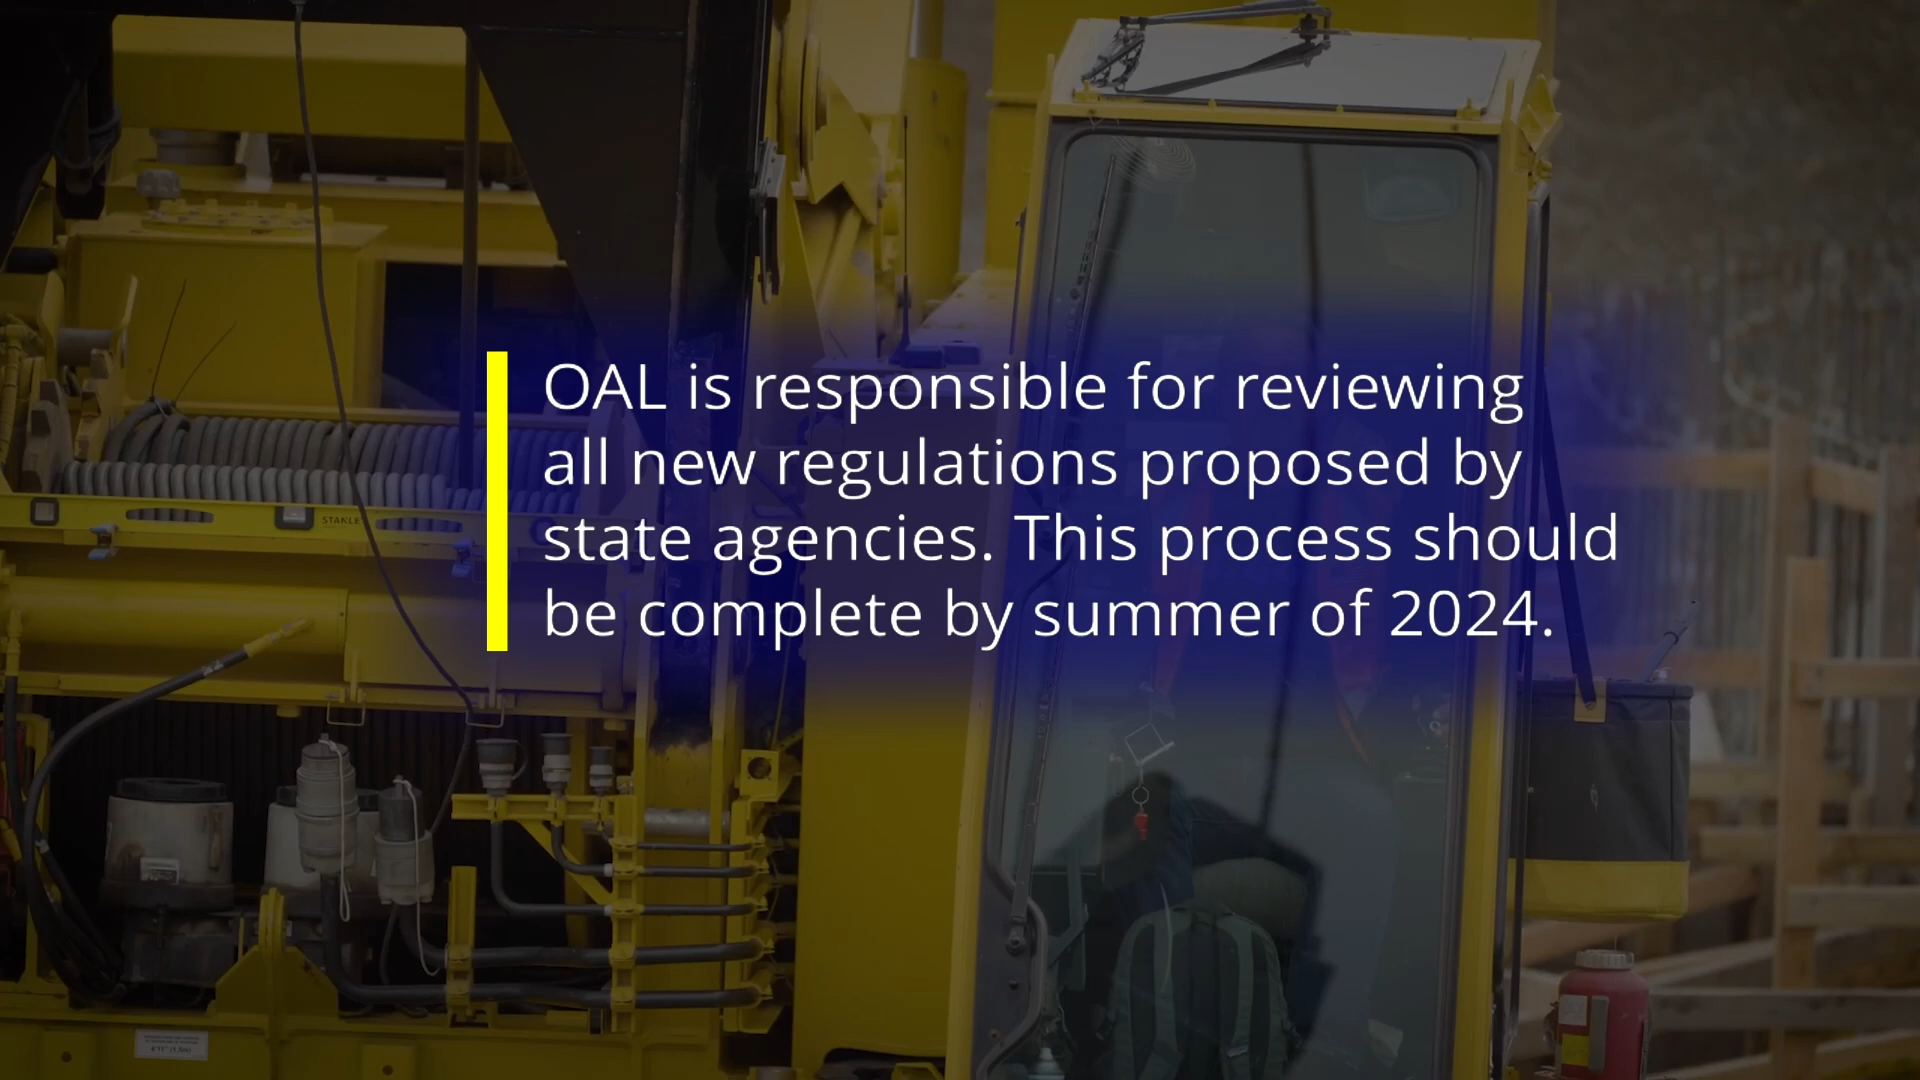 OAL is responsible for reviewing
all new regulations proposed by
state agencies. This process should
be complete by summer of 2024.
STANLEY